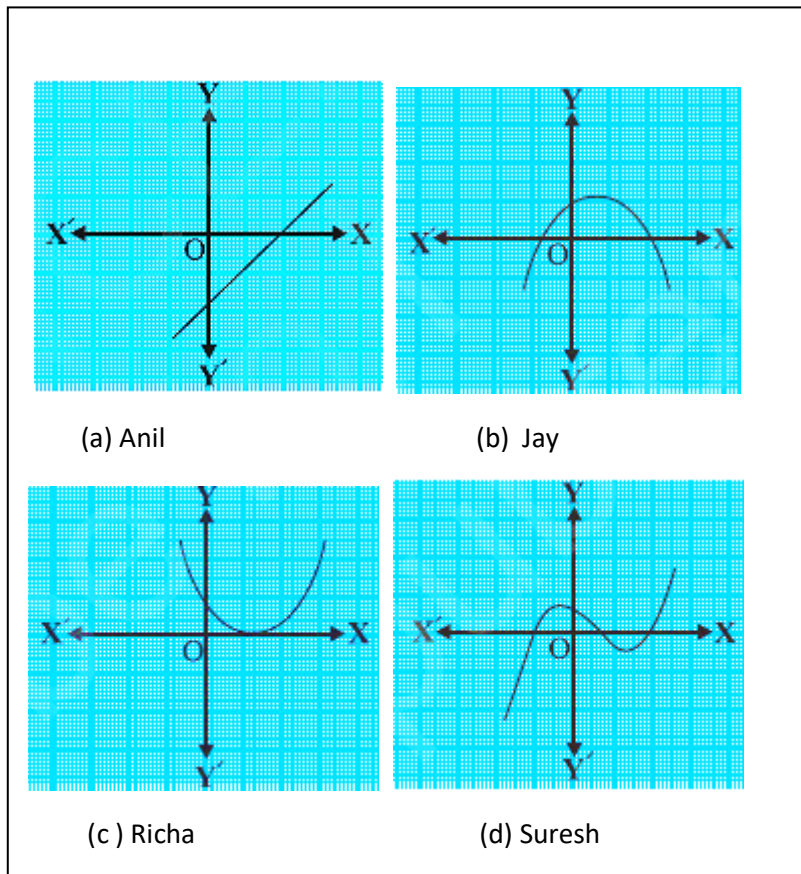 Y Y
X′ X X′ X
O O
Y′ Y′
(a) Anil (b) Jay
Y Y
X′ X X′ X
O O
Y′ Y′
(c ) Richa (d) Suresh